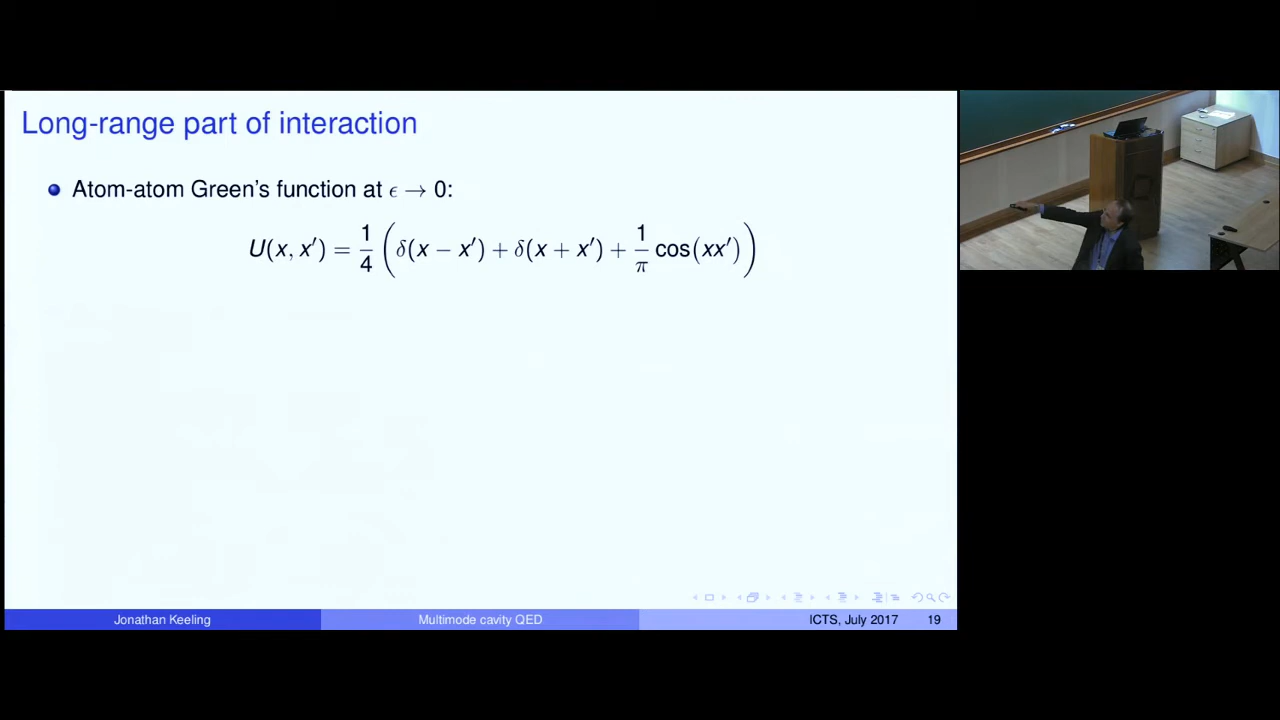 Long-range part of interaction
Atom-atom Green's function at ϵ → 0:
U(x, x′) = 1/4 ( δ(x − x′) + δ(x + x′) + 1/π cos(xx′) )
Jonathan Keeling
Multimode cavity QED
ICTS, July 2017
19